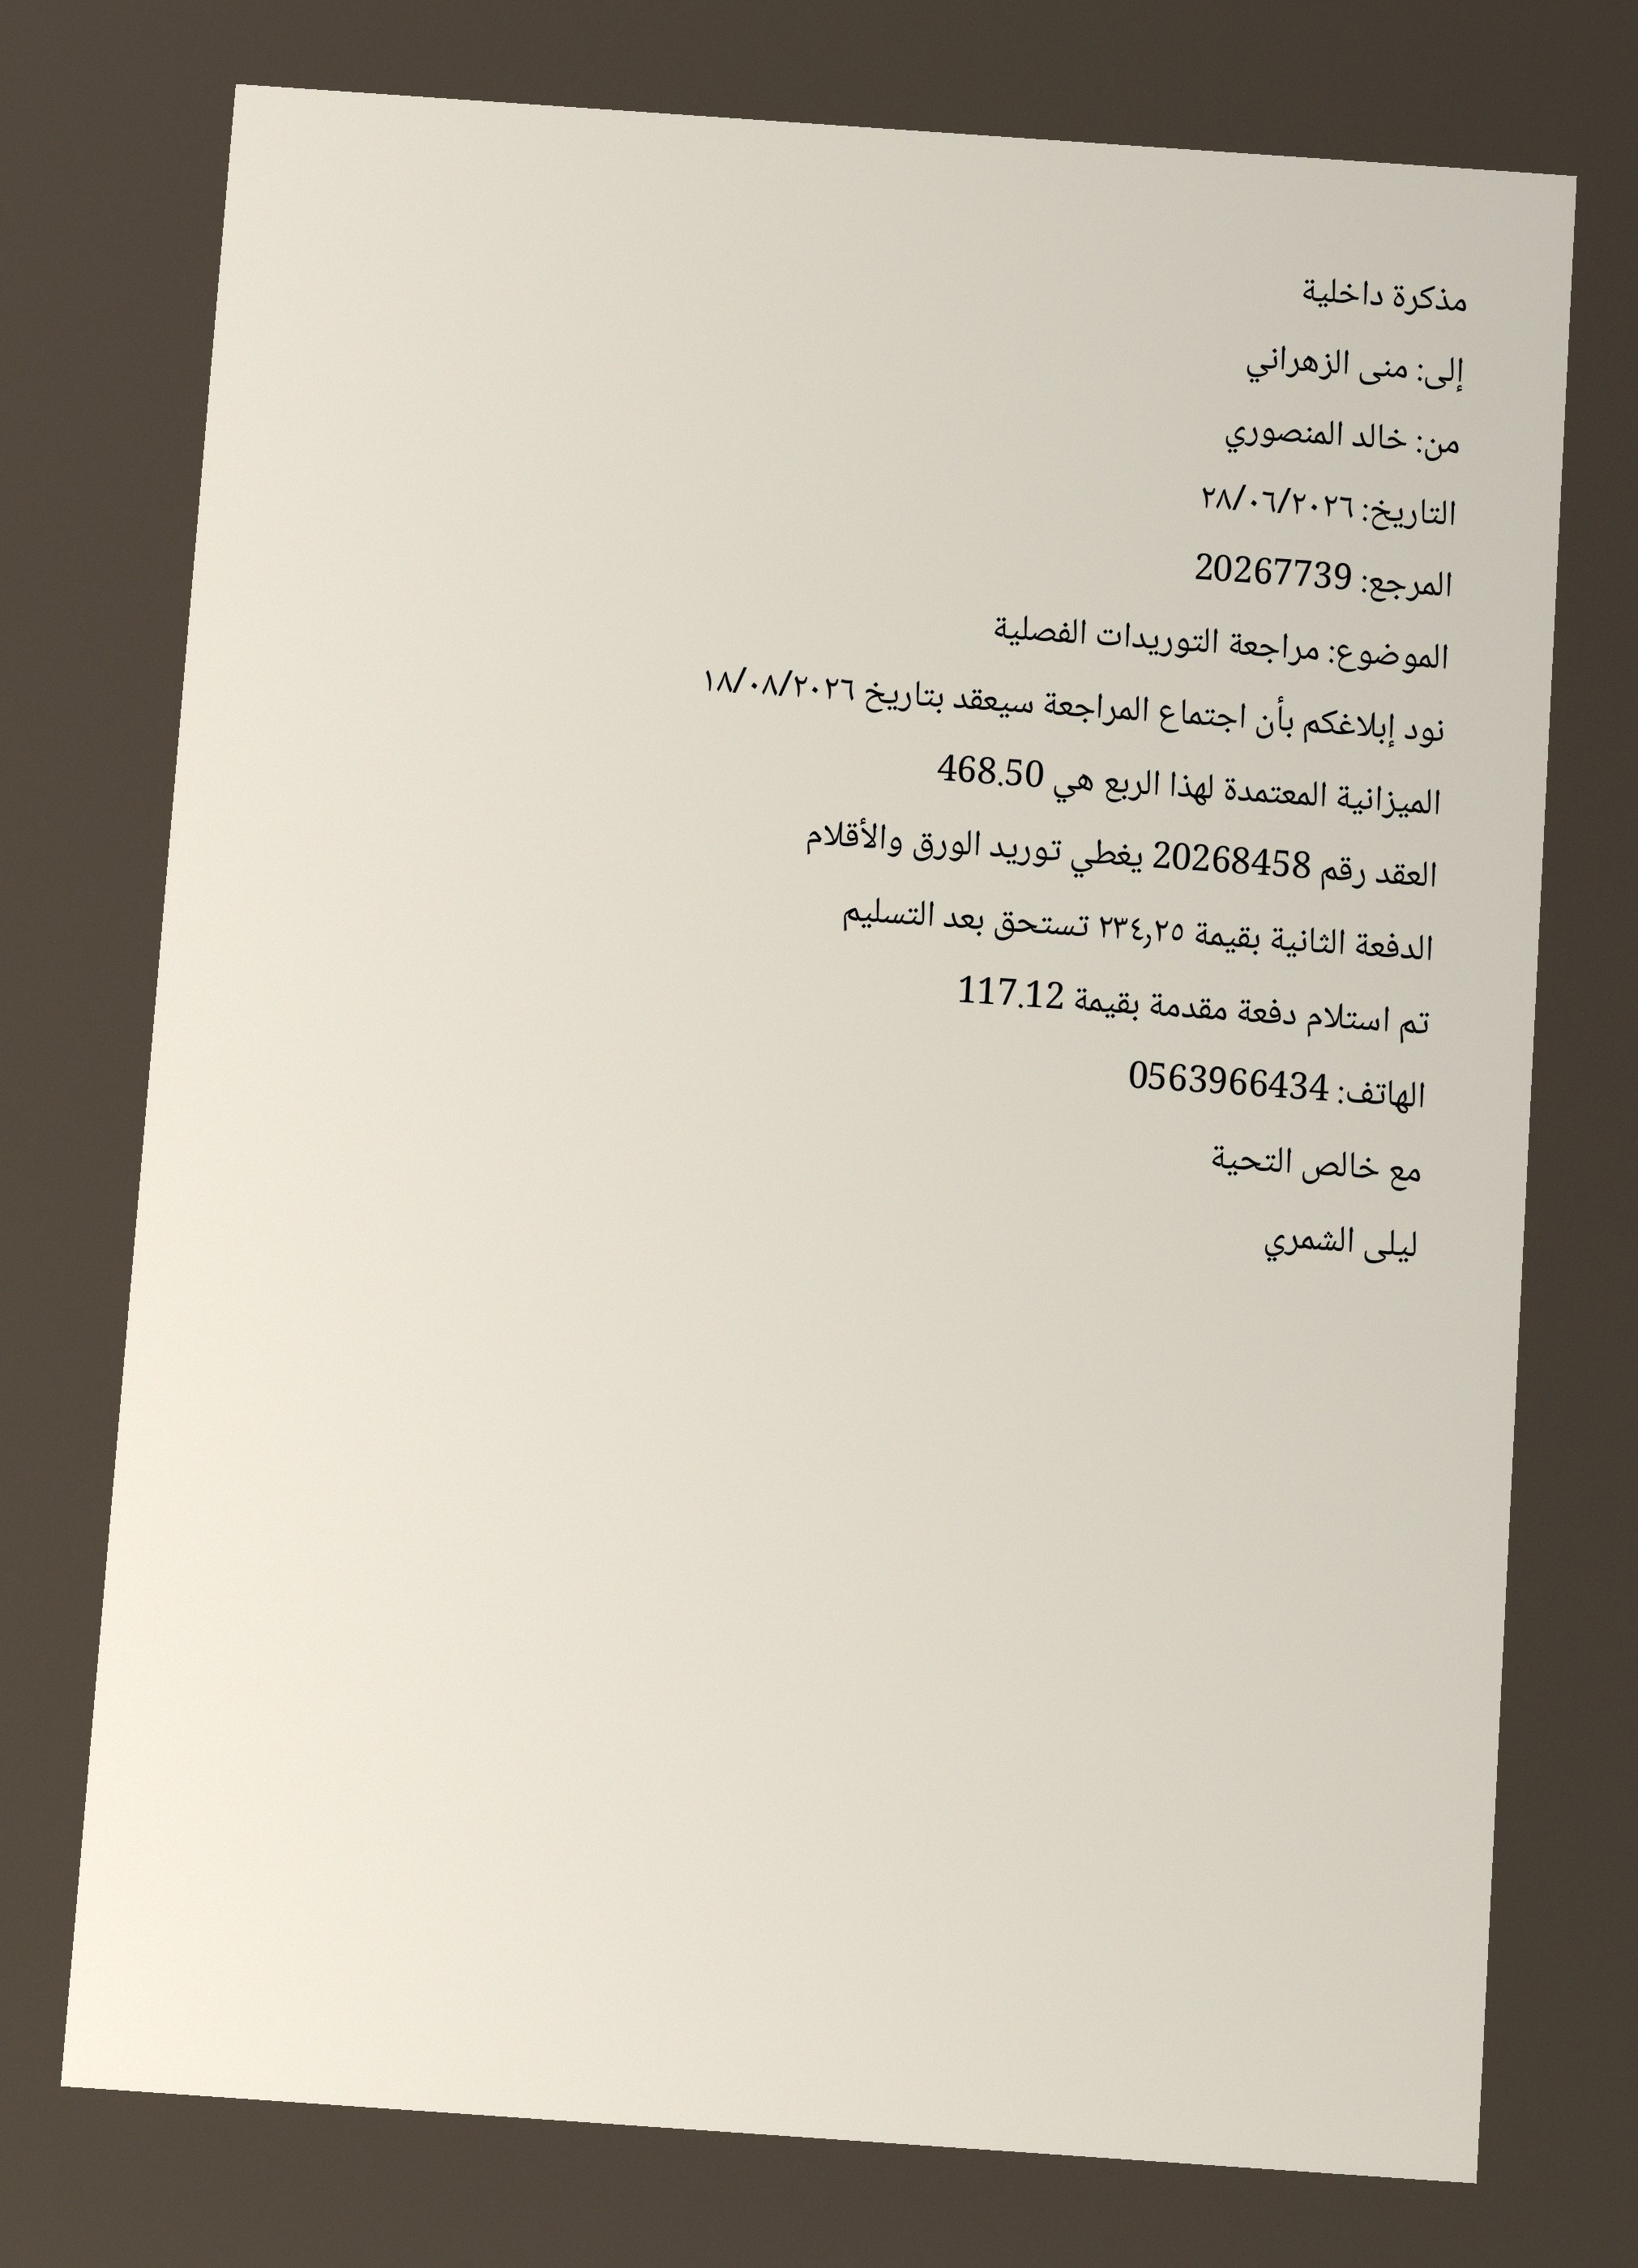 مذكرة داخلية
إلى: منى الزهراني
من: خالد المنصوري
التاريخ: ٢٨/٠٦/٢٠٢٦
المرجع: 20267739
الموضوع: مراجعة التوريدات الفصلية
نود إبلاغكم بأن اجتماع المراجعة سيعقد بتاريخ ١٨/٠٨/٢٠٢٦
الميزانية المعتمدة لهذا الربع هي 468.50
العقد رقم 20268458 يغطي توريد الورق والأقلام
الدفعة الثانية بقيمة ٢٣٤,٢٥ تستحق بعد التسليم
تم استلام دفعة مقدمة بقيمة 117.12
الهاتف: 0563966434
مع خالص التحية
ليلى الشمري